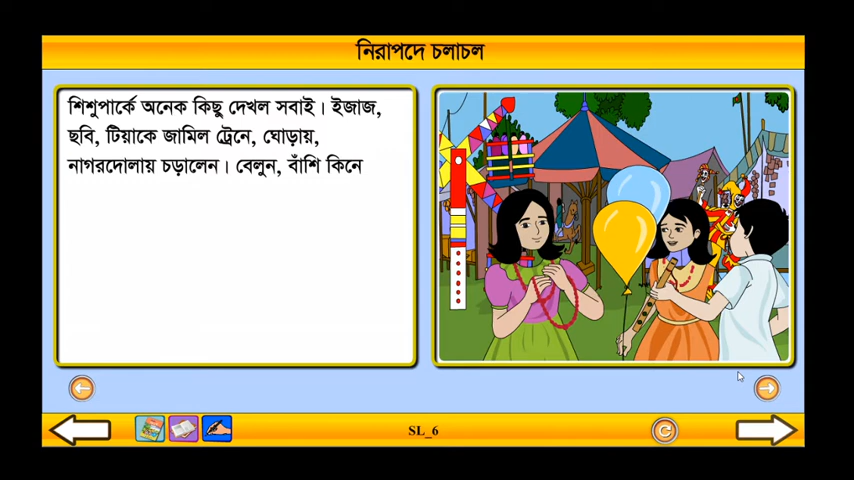 নিরাপদে চলাচল
শিশুপার্কে অনেক কিছু দেখল সবাই। ইজাজ,
ছবি, টিয়াকে জামিল ট্রেনে, ঘোড়ায়,
নাগরদোলায় চড়ালেন। বেলুন, বাঁশি কিনে
SL_6